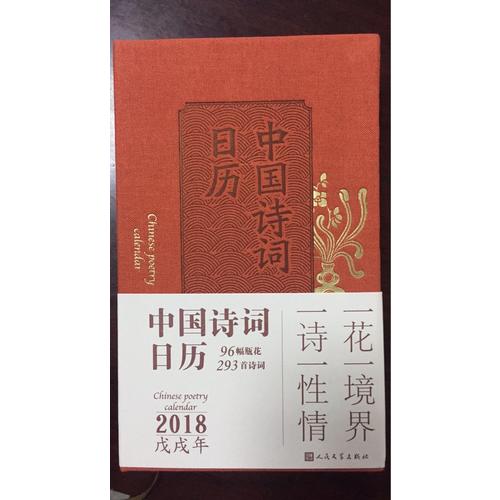 中国诗词
日历
Chinese poetry
calendar
中国诗词
日历
96幅瓶花
293首诗词
Chinese poetry
calendar
2018
戊戌年
一花一境界
一诗一性情
人民文学出版社